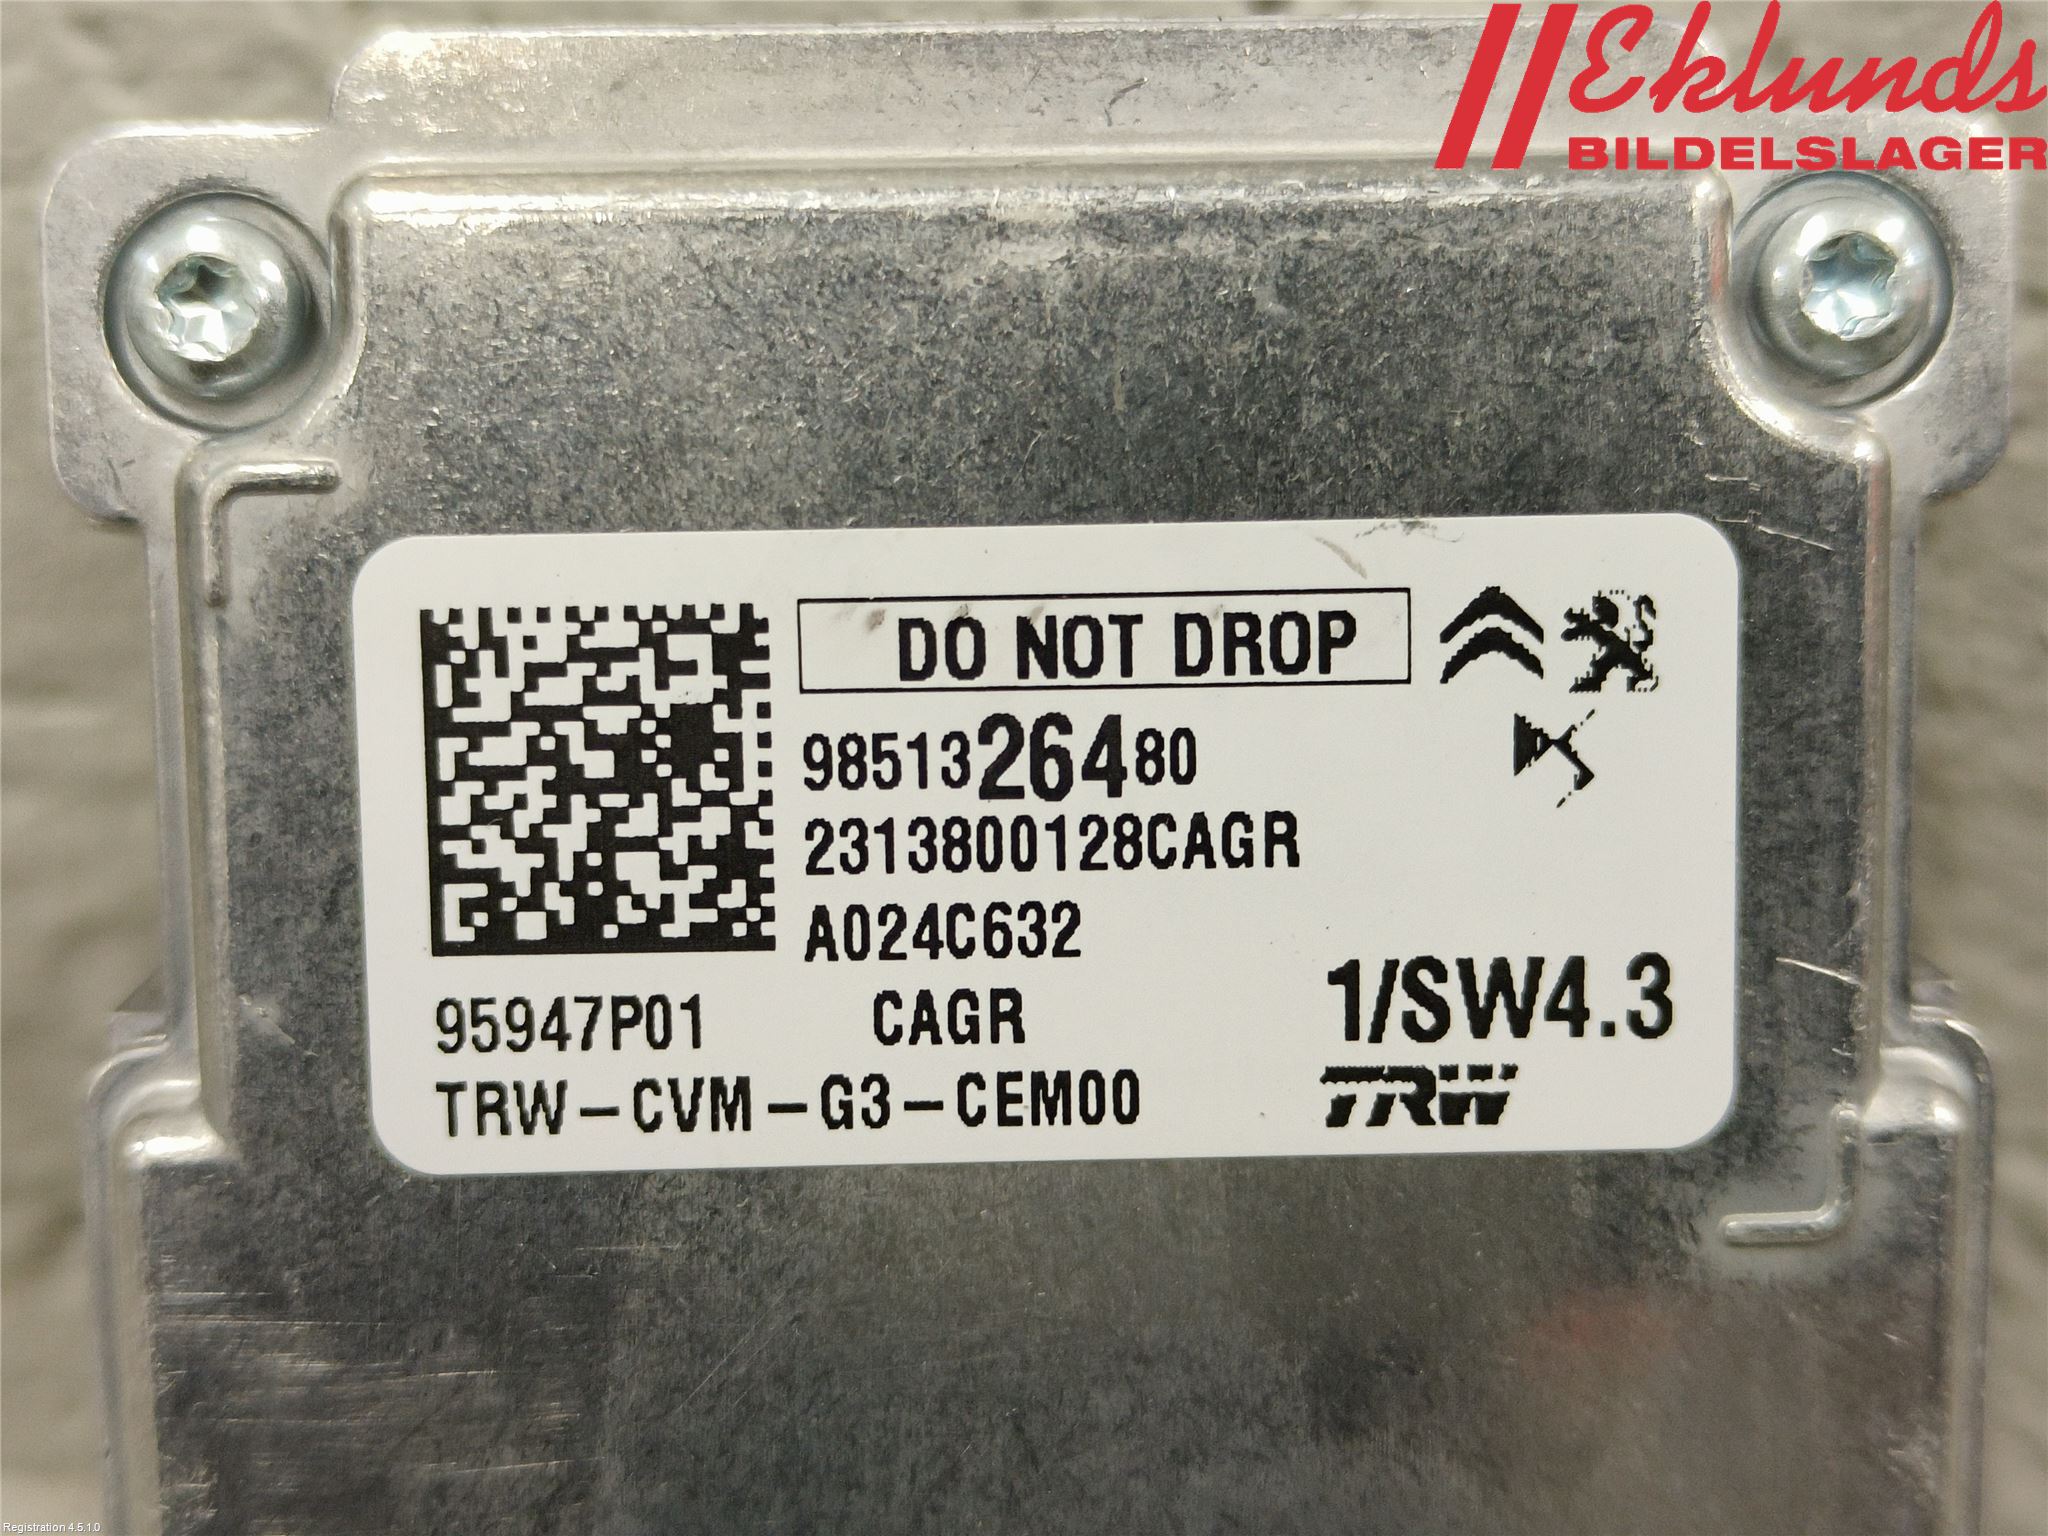 Eklunds
BILDELSLAGER
DO NOT DROP
9851326480
2313800128CAGR
A024C632
95947P01 CAGR
1/SW4.3
TRW-CVM-G3-CEM00
TRW
Registration 4.5.1.0